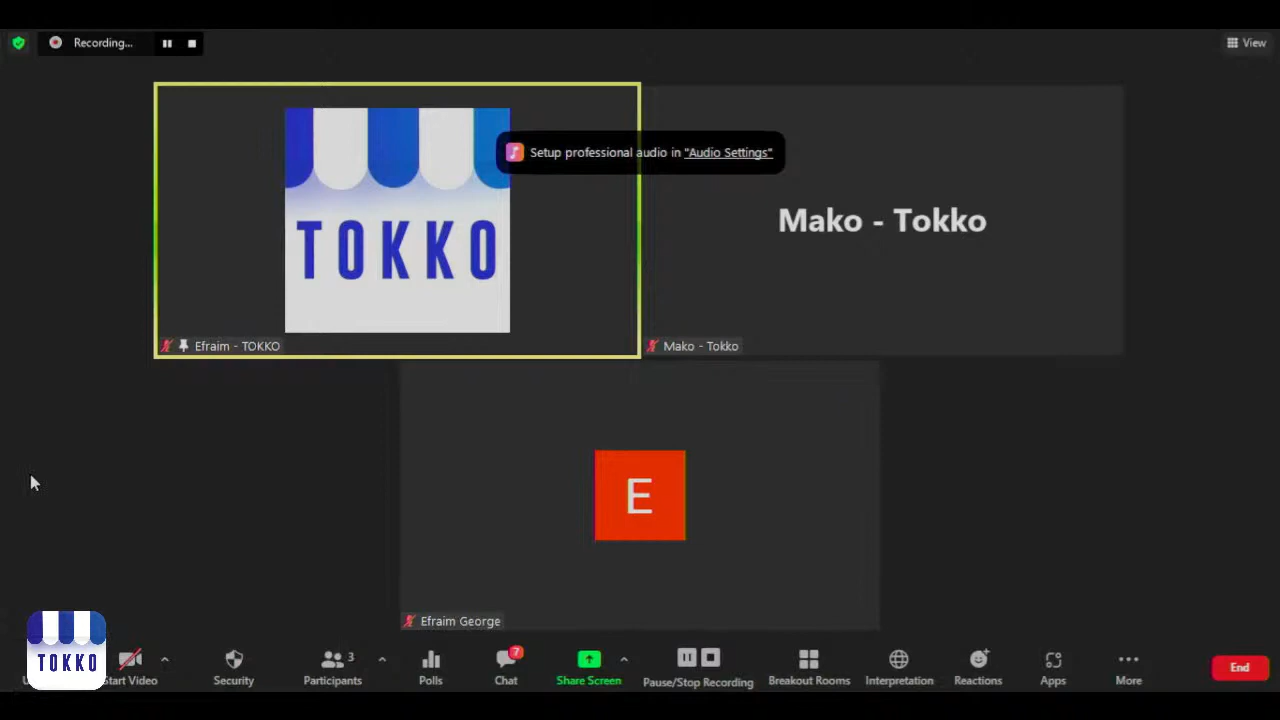 Recording...
View
Setup professional audio in "Audio Settings"
TOKKO
Mako - Tokko
Efraim - TOKKO
Mako - Tokko
E
Efraim George
TOKKO
Start Video
Security
Participants
3
Polls
Chat
7
Share Screen
Pause/Stop Recording
Breakout Rooms
Interpretation
Reactions
Apps
More
End